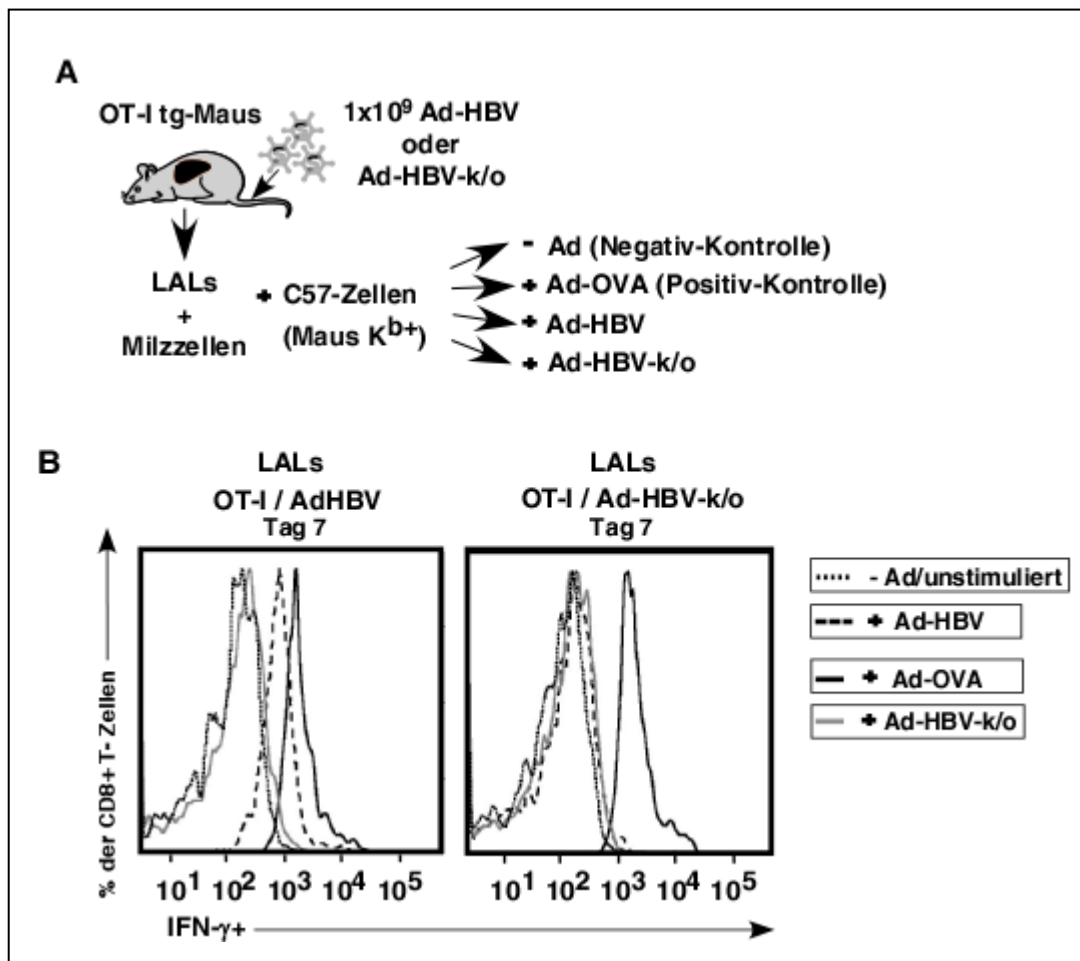 A
OT-I tg-Maus
1x10⁹ Ad-HBV
oder
Ad-HBV-k/o
LALs
+
Milzzellen
+ C57-Zellen
(Maus K^b+)
- Ad (Negativ-Kontrolle)
+ Ad-OVA (Positiv-Kontrolle)
+ Ad-HBV
+ Ad-HBV-k/o
B
LALs
OT-I / AdHBV
Tag 7
LALs
OT-I / Ad-HBV-k/o
Tag 7
% der CD8+ T- Zellen
10¹ 10² 10³ 10⁴ 10⁵
10¹ 10² 10³ 10⁴ 10⁵
IFN-γ+
- Ad/unstimuliert
+ Ad-HBV
+ Ad-OVA
+ Ad-HBV-k/o